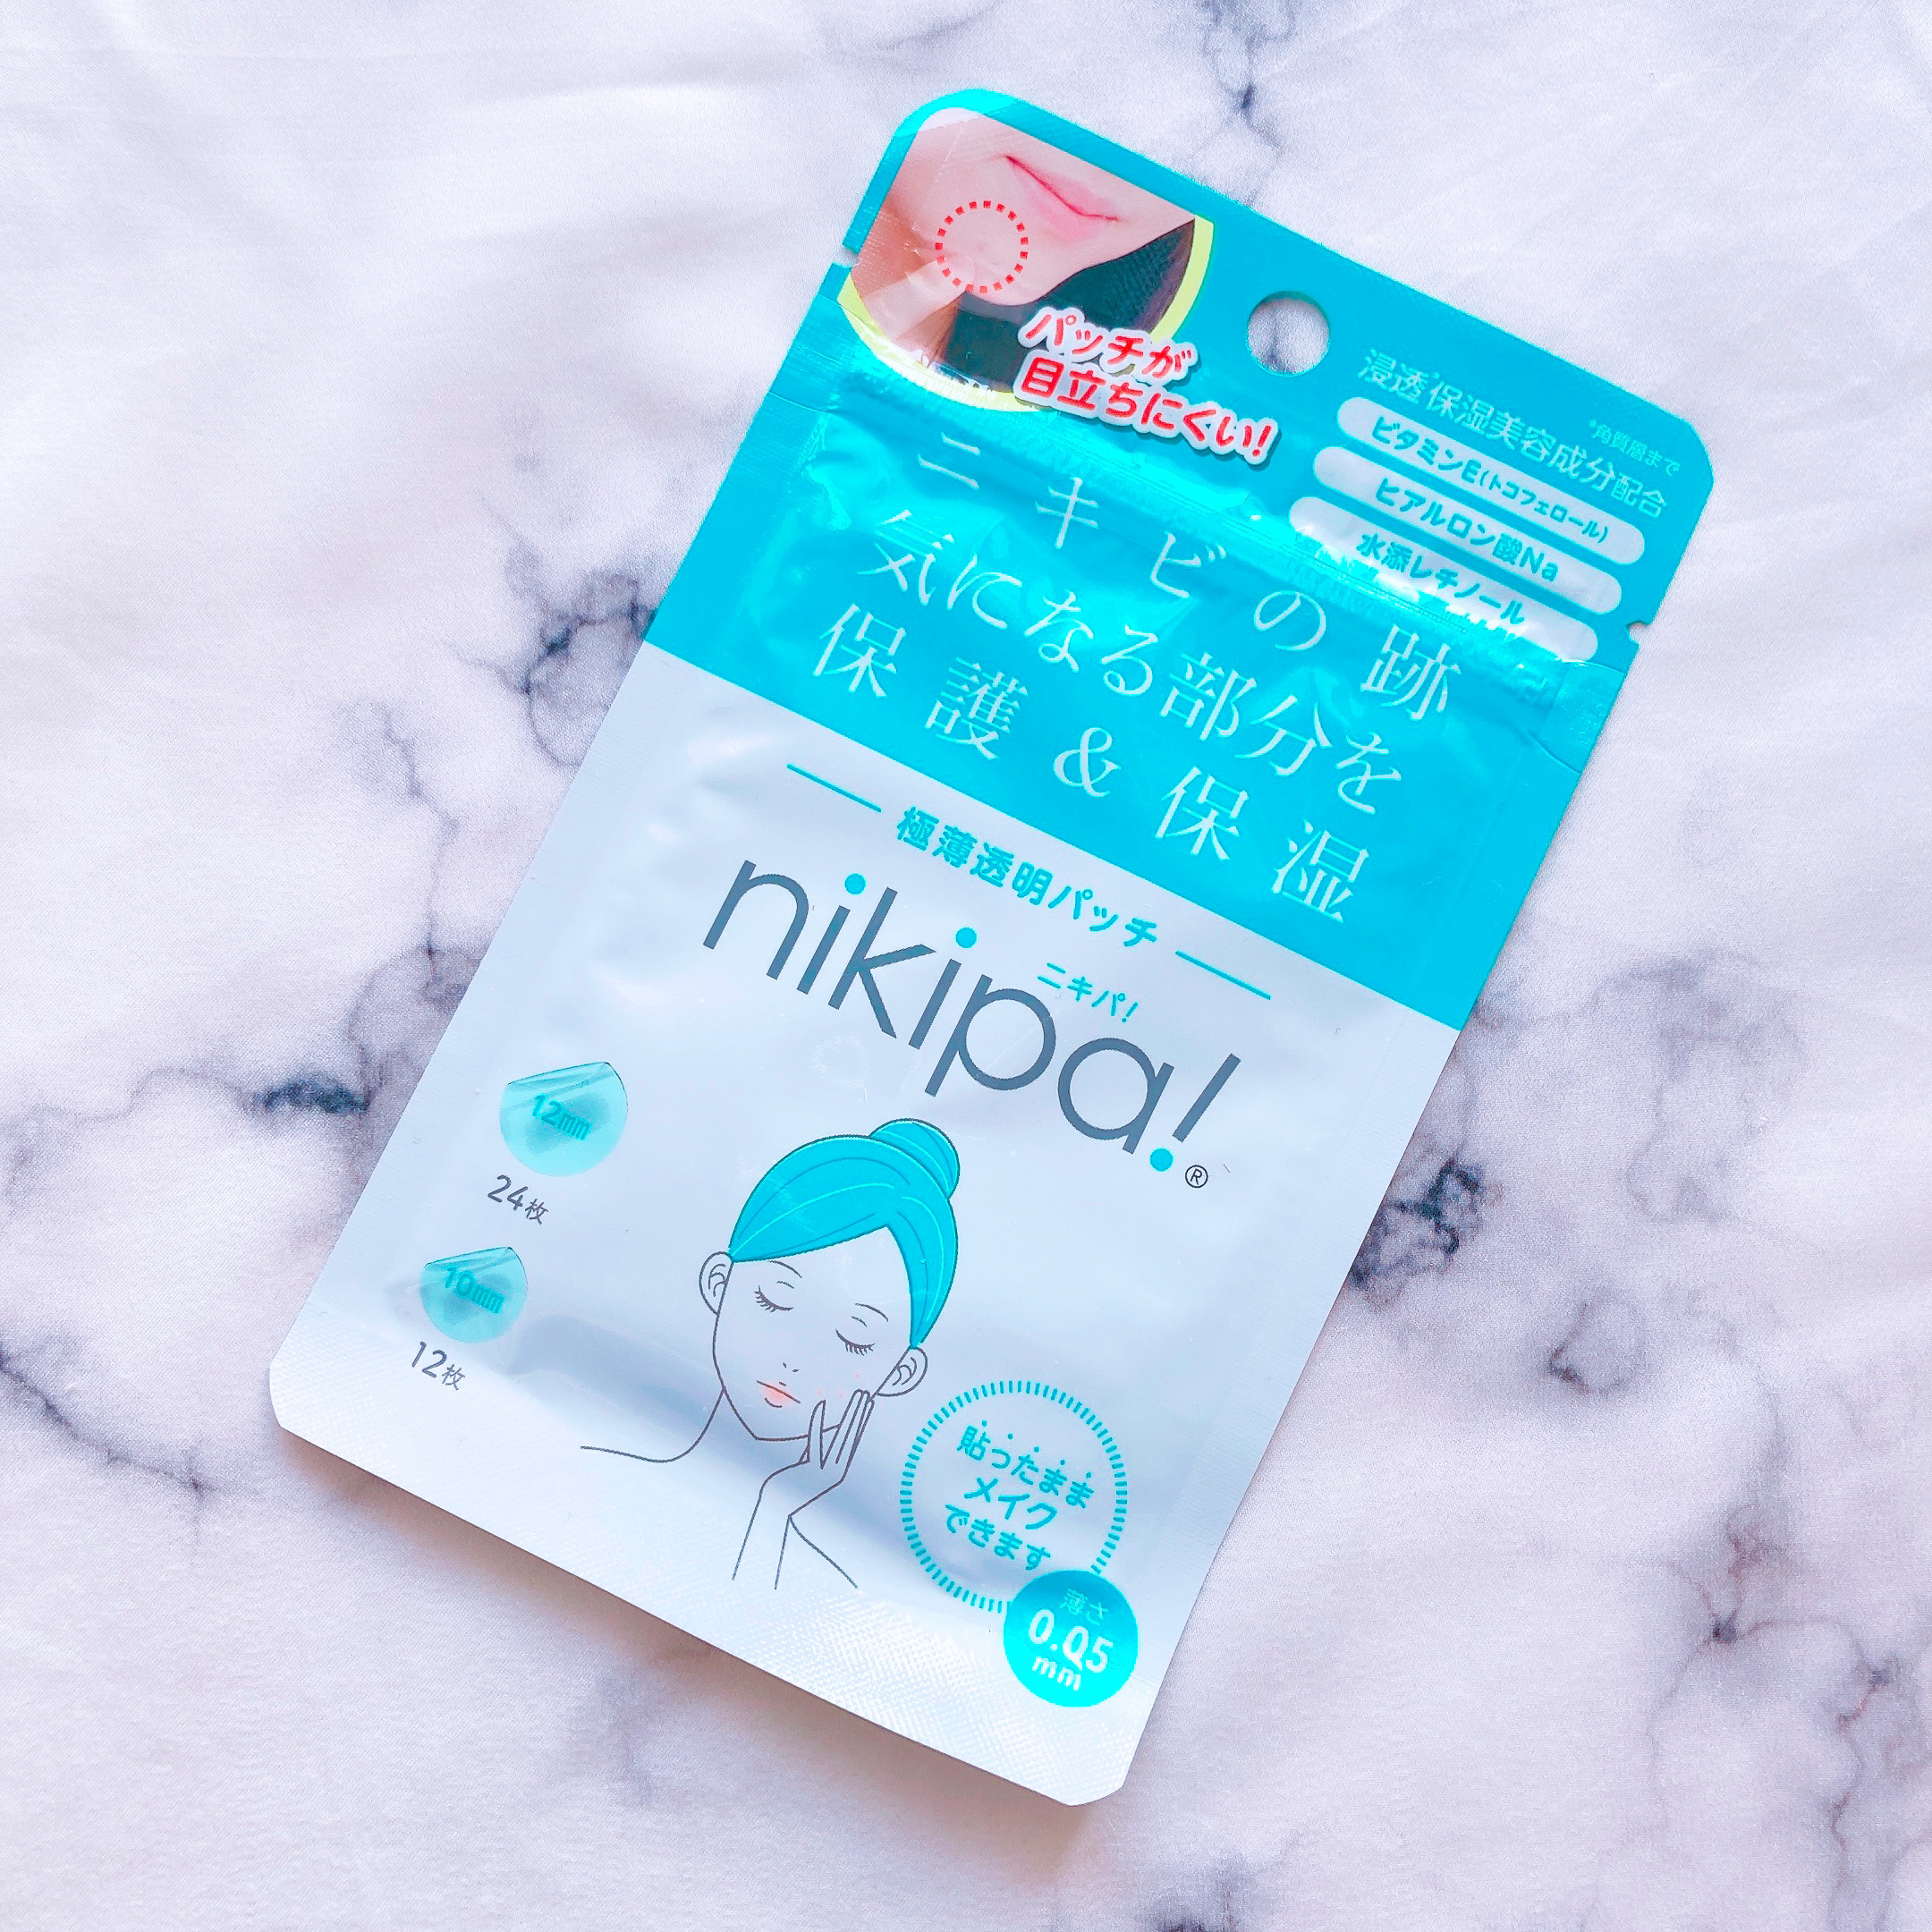 パッチが
目立ちにくい!
浸透*保湿美容成分配合
*角質層まで
ビタミンE(トコフェロール)
ヒアルロン酸Na
水添レチノール
ニキビの跡
気になる部分を
保護&保湿
極薄透明パッチ
ニキパ!
nikipa!®
12mm
24枚
10mm
12枚
貼ったまま
メイク
できます
薄さ
0.05
mm